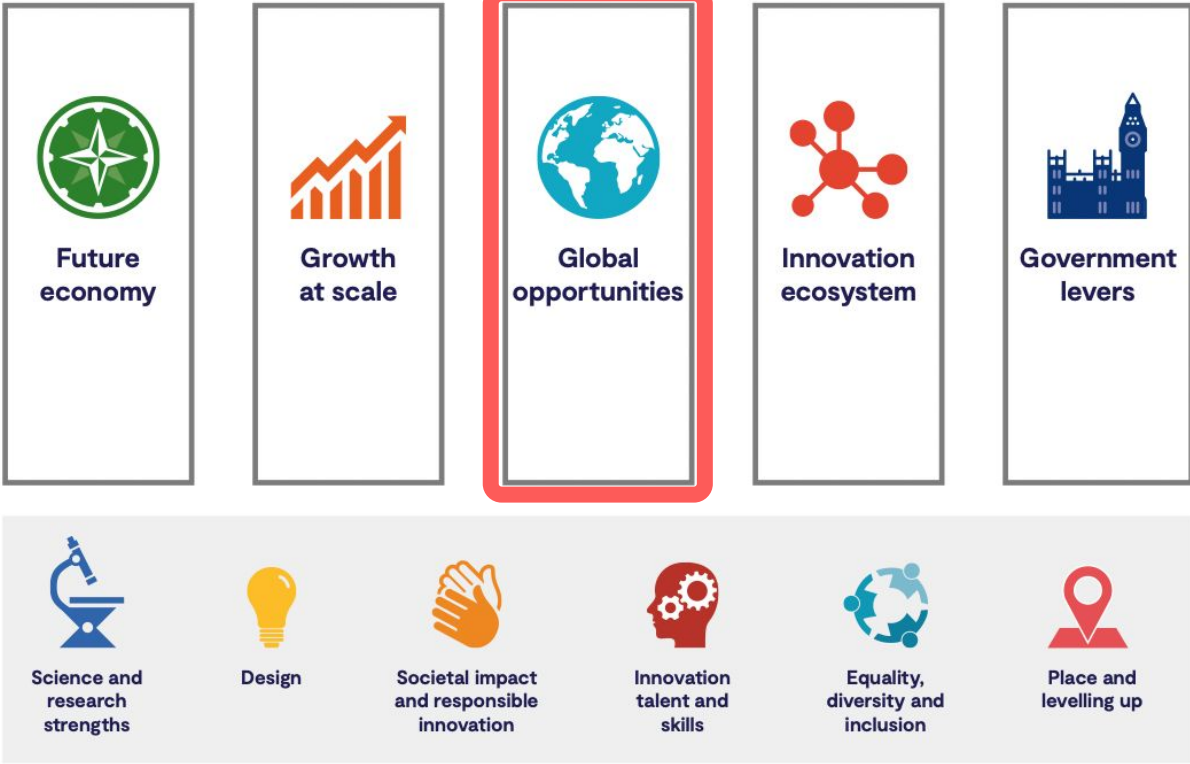 Future
economy
Growth
at scale
Global
opportunities
Innovation
ecosystem
Government
levers
Science and
research
strengths
Design
Societal impact
and responsible
innovation
Innovation
talent and
skills
Equality,
diversity and
inclusion
Place and
levelling up